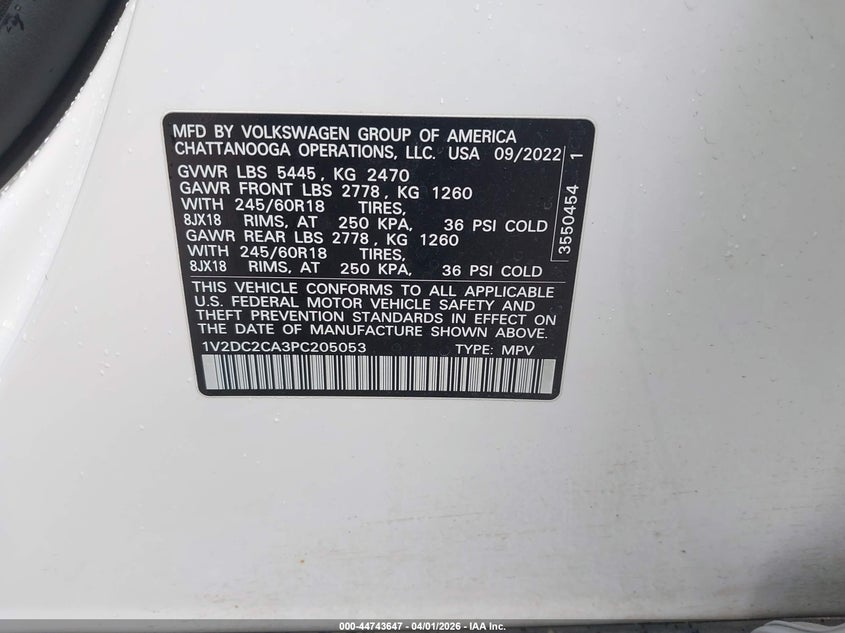 MFD BY VOLKSWAGEN GROUP OF AMERICA
CHATTANOOGA OPERATIONS, LLC. USA 09/2022
GVWR LBS 5445, KG 2470
GAWR FRONT LBS 2778, KG 1260
WITH 245/60R18 TIRES,
8JX18 RIMS, AT 250 KPA, 36 PSI COLD
GAWR REAR LBS 2778, KG 1260
WITH 245/60R18 TIRES,
8JX18 RIMS, AT 250 KPA, 36 PSI COLD
THIS VEHICLE CONFORMS TO ALL APPLICABLE
U.S. FEDERAL MOTOR VEHICLE SAFETY AND
THEFT PREVENTION STANDARDS IN EFFECT ON
THE DATE OF MANUFACTURE SHOWN ABOVE.
1V2DC2CA3PC205053 TYPE: MPV
3550454 1
000-44743647 - 04/01/2026 - IAA Inc.